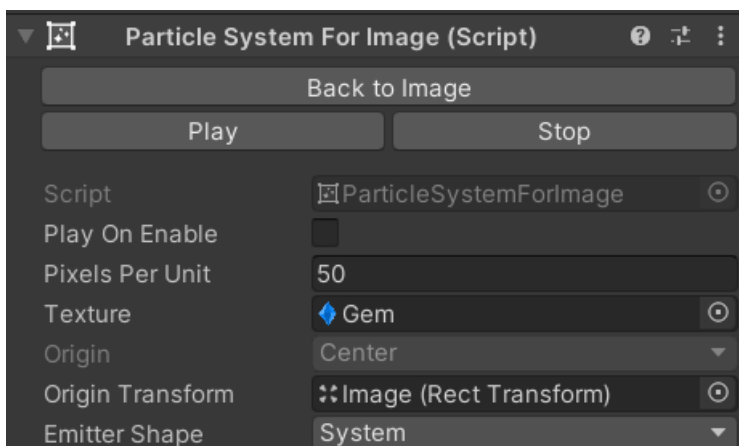 Particle System For Image (Script)
Back to Image
Play Stop
Script ParticleSystemForImage
Play On Enable
Pixels Per Unit 50
Texture Gem
Origin Center
Origin Transform Image (Rect Transform)
Emitter Shape System